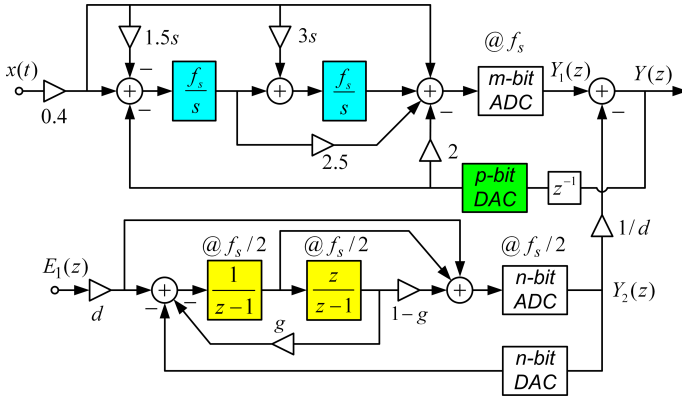 1.5s
3s
@ f_s
x(t)
0.4
−
−
+
f_s
s
+
f_s
s
+
−
m-bit
ADC
Y_1(z)
+
−
Y(z)
2.5
2
p-bit
DAC
z^{-1}
1/d
@ f_s/2
@ f_s/2
@ f_s/2
E_1(z)
d
+
−
−
1
z−1
z
z−1
1−g
+
n-bit
ADC
Y_2(z)
g
n-bit
DAC